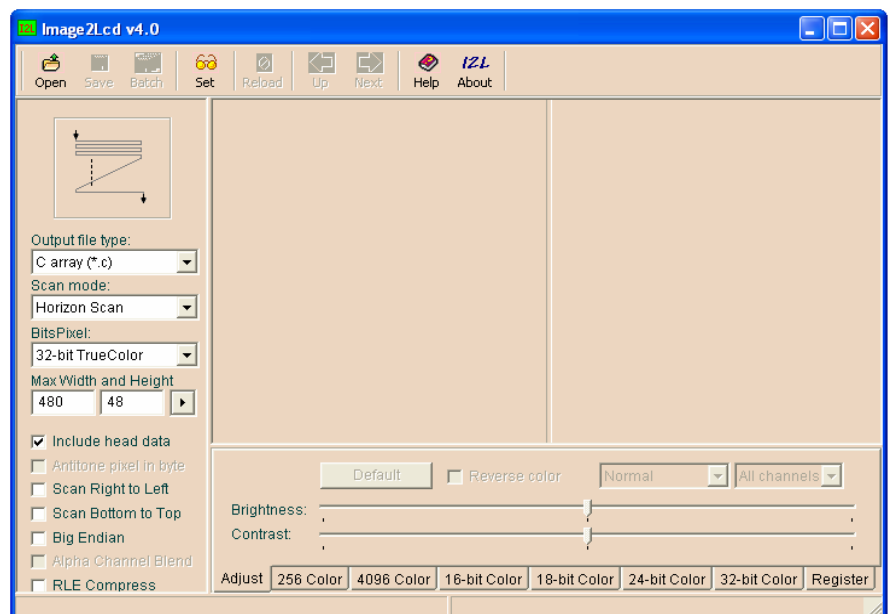 I2L Image2Lcd v4.0
I2L
Open Save Batch Set Reload Up Next Help About
Output file type:
C array (*.c)
Scan mode:
Horizon Scan
BitsPixel:
32-bit TrueColor
Max Width and Height
480 48
Include head data
Antitone pixel in byte
Scan Right to Left
Scan Bottom to Top
Big Endian
Alpha Channel Blend
RLE Compress
Default Reverse color Normal All channels
Brightness:
Contrast:
Adjust 256 Color 4096 Color 16-bit Color 18-bit Color 24-bit Color 32-bit Color Register